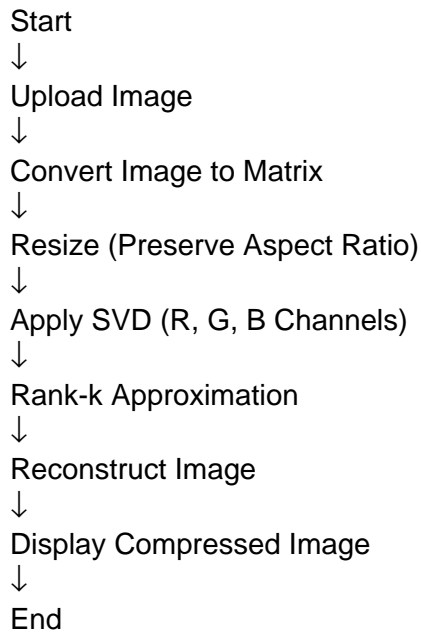 Start
↓
Upload Image
↓
Convert Image to Matrix
↓
Resize (Preserve Aspect Ratio)
↓
Apply SVD (R, G, B Channels)
↓
Rank-k Approximation
↓
Reconstruct Image
↓
Display Compressed Image
↓
End